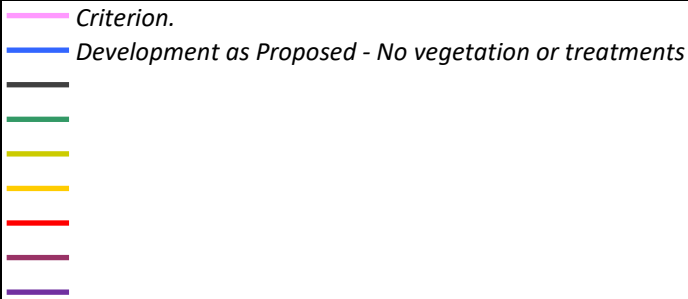 Criterion.
Development as Proposed - No vegetation or treatments